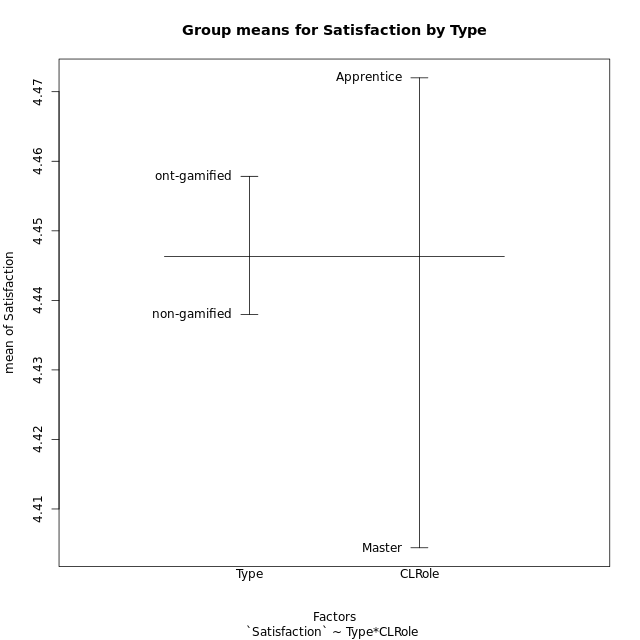 Group means for Satisfaction by Type
mean of Satisfaction
4.47
4.46
4.45
4.44
4.43
4.42
4.41
Apprentice
ont-gamified
non-gamified
Master
Type
CLRole
Factors
`Satisfaction` ~ Type*CLRole